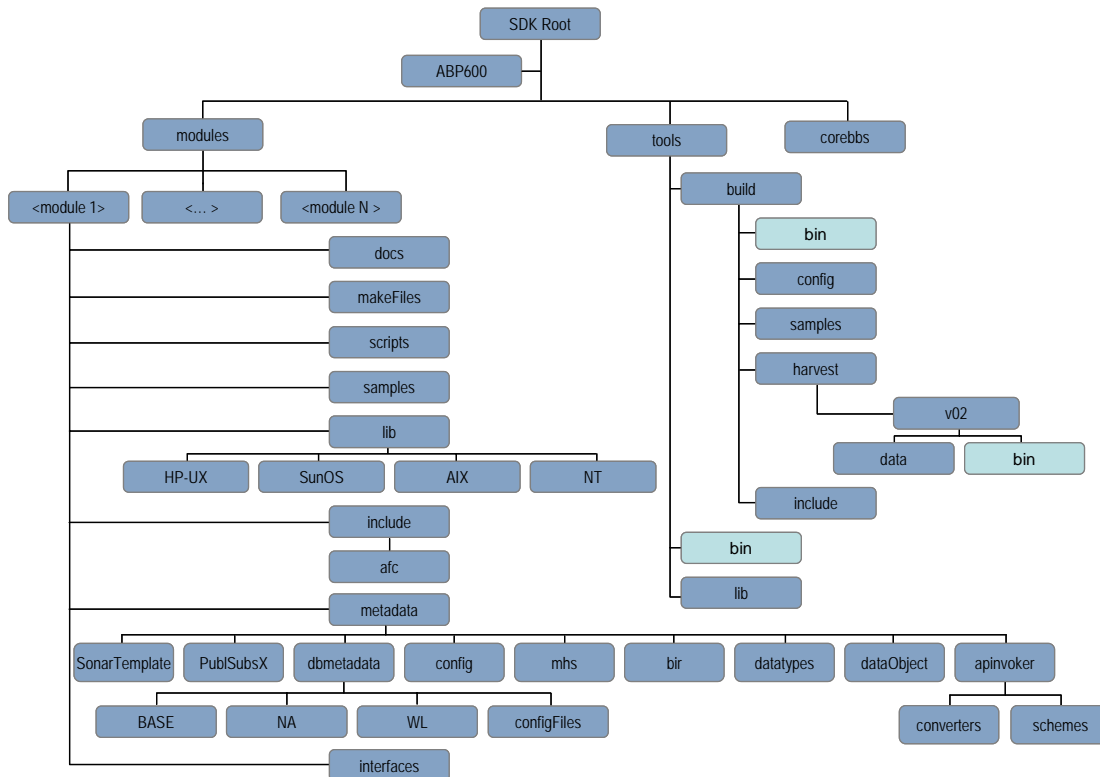 SDK Root
ABP600
modules
tools
corebbs
<module 1>
<... >
<module N >
build
docs
bin
makeFiles
config
scripts
samples
samples
harvest
lib
v02
HP-UX
SunOS
AIX
NT
data
bin
include
include
afc
bin
lib
metadata
SonarTemplate
PublSubsX
dbmetadata
config
mhs
bir
datatypes
dataObject
apinvoker
BASE
NA
WL
configFiles
converters
schemes
interfaces